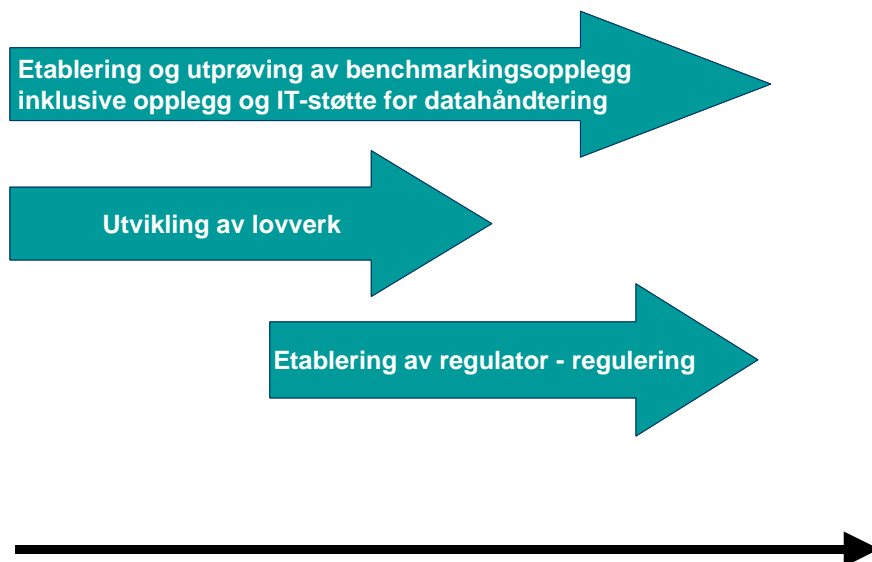 Etablering og utprøving av benchmarkingsopplegg
inklusive opplegg og IT-støtte for datahåndtering
Utvikling av lovverk
Etablering av regulator - regulering